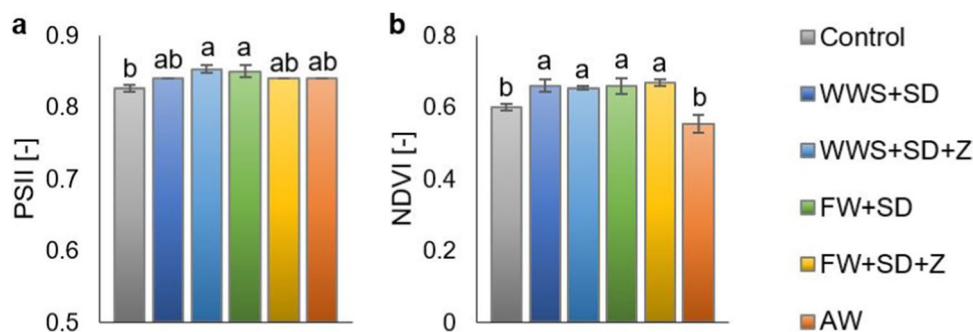 a
PSII [-]
0.9
0.8
0.7
0.6
0.5
b
ab
a
a
ab
ab
b
NDVI [-]
0.8
0.6
0.4
0.2
0
b
a
a
a
a
b
Control
WWS+SD
WWS+SD+Z
FW+SD
FW+SD+Z
AW